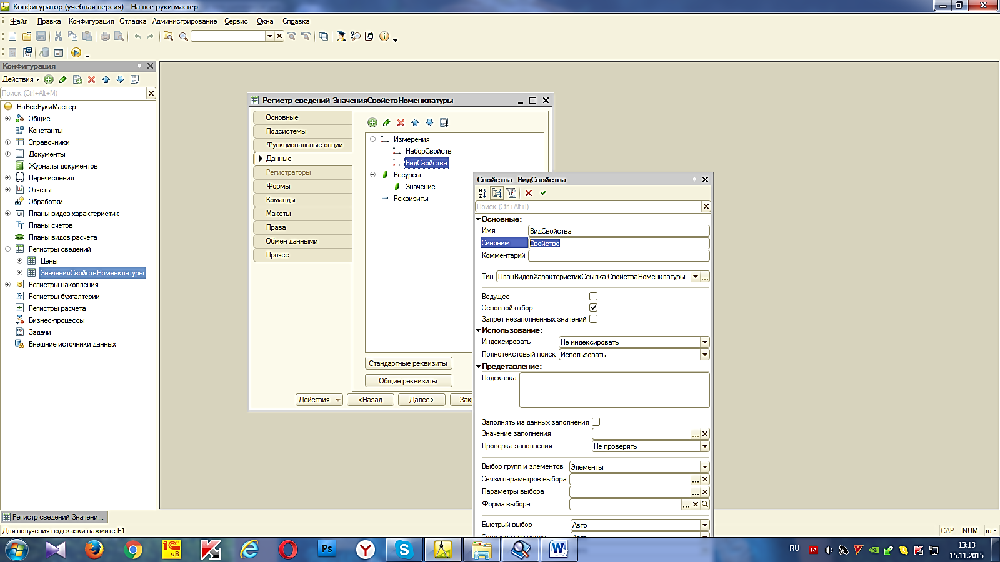 Конфигуратор (учебная версия) - На все руки мастер
Файл Правка Конфигурация Отладка Администрирование Сервис Окна Справка
Конфигурация
Действия
Поиск (Ctrl+Alt+M)
НаВсеРукиМастер
Общие
Константы
Справочники
Документы
Журналы документов
Перечисления
Отчеты
Обработки
Планы видов характеристик
Планы счетов
Планы видов расчета
Регистры сведений
Цены
ЗначенияСвойствНоменклатуры
Регистры накопления
Регистры бухгалтерии
Регистры расчета
Бизнес-процессы
Задачи
Внешние источники данных
Регистр сведений ЗначенияСвойствНоменклатуры
Основные
Подсистемы
Функциональные опции
Данные
Регистраторы
Формы
Команды
Макеты
Права
Обмен данными
Прочее
Измерения
НаборСвойств
ВидСвойства
Ресурсы
Значение
Реквизиты
Стандартные реквизиты
Общие реквизиты
Действия <Назад Далее> Зак
Свойства: ВидСвойства
Поиск (Ctrl+Alt+I)
Основные:
Имя ВидСвойства
Синоним Свойство
Комментарий
Тип ПланВидовХарактеристикСсылка.СвойстваНоменклатуры
Ведущее
Основной отбор
Запрет незаполненных значений
Использование:
Индексировать Не индексировать
Полнотекстовый поиск Использовать
Представление:
Подсказка
Заполнять из данных заполнения
Значение заполнения
Проверка заполнения Не проверять
Выбор групп и элементов Элементы
Связи параметров выбора
Параметры выбора
Форма выбора
Быстрый выбор Авто
Регистр сведений Значени...
Для получения подсказки нажмите F1
CAP NUM ru
RU
13:13
15.11.2015